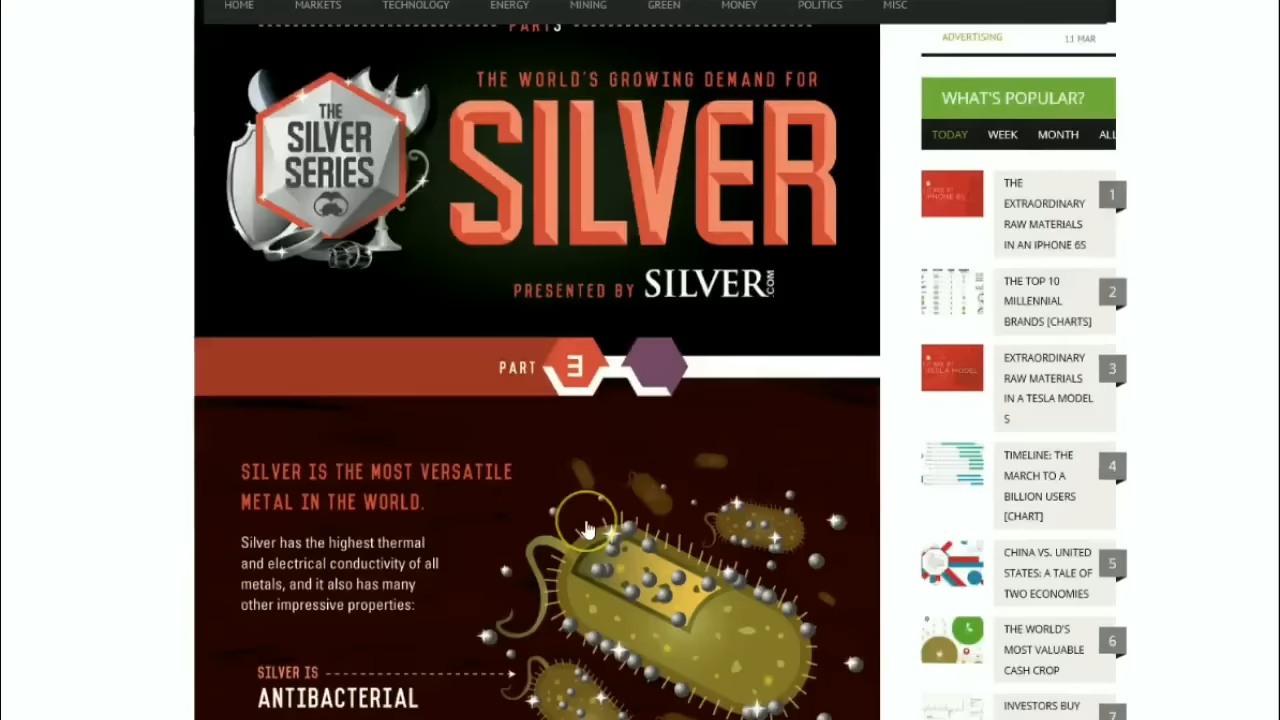 HOME MARKETS TECHNOLOGY ENERGY MINING GREEN MONEY POLITICS MISC
PART 3
THE WORLD'S GROWING DEMAND FOR
SILVER
THE
SILVER
SERIES
PRESENTED BY SILVER.COM
PART 3
SILVER IS THE MOST VERSATILE
METAL IN THE WORLD.
Silver has the highest thermal
and electrical conductivity of all
metals, and it also has many
other impressive properties:
SILVER IS
ANTIBACTERIAL
ADVERTISING 11 MAR
WHAT'S POPULAR?
TODAY WEEK MONTH ALL
THE
EXTRAORDINARY
RAW MATERIALS
IN AN IPHONE 6S
1
THE TOP 10
MILLENNIAL
BRANDS [CHARTS]
2
EXTRAORDINARY
RAW MATERIALS
IN A TESLA MODEL
S
3
TIMELINE: THE
MARCH TO A
BILLION USERS
[CHART]
4
CHINA VS. UNITED
STATES: A TALE OF
TWO ECONOMIES
5
THE WORLD'S
MOST VALUABLE
CASH CROP
6
INVESTORS BUY
7